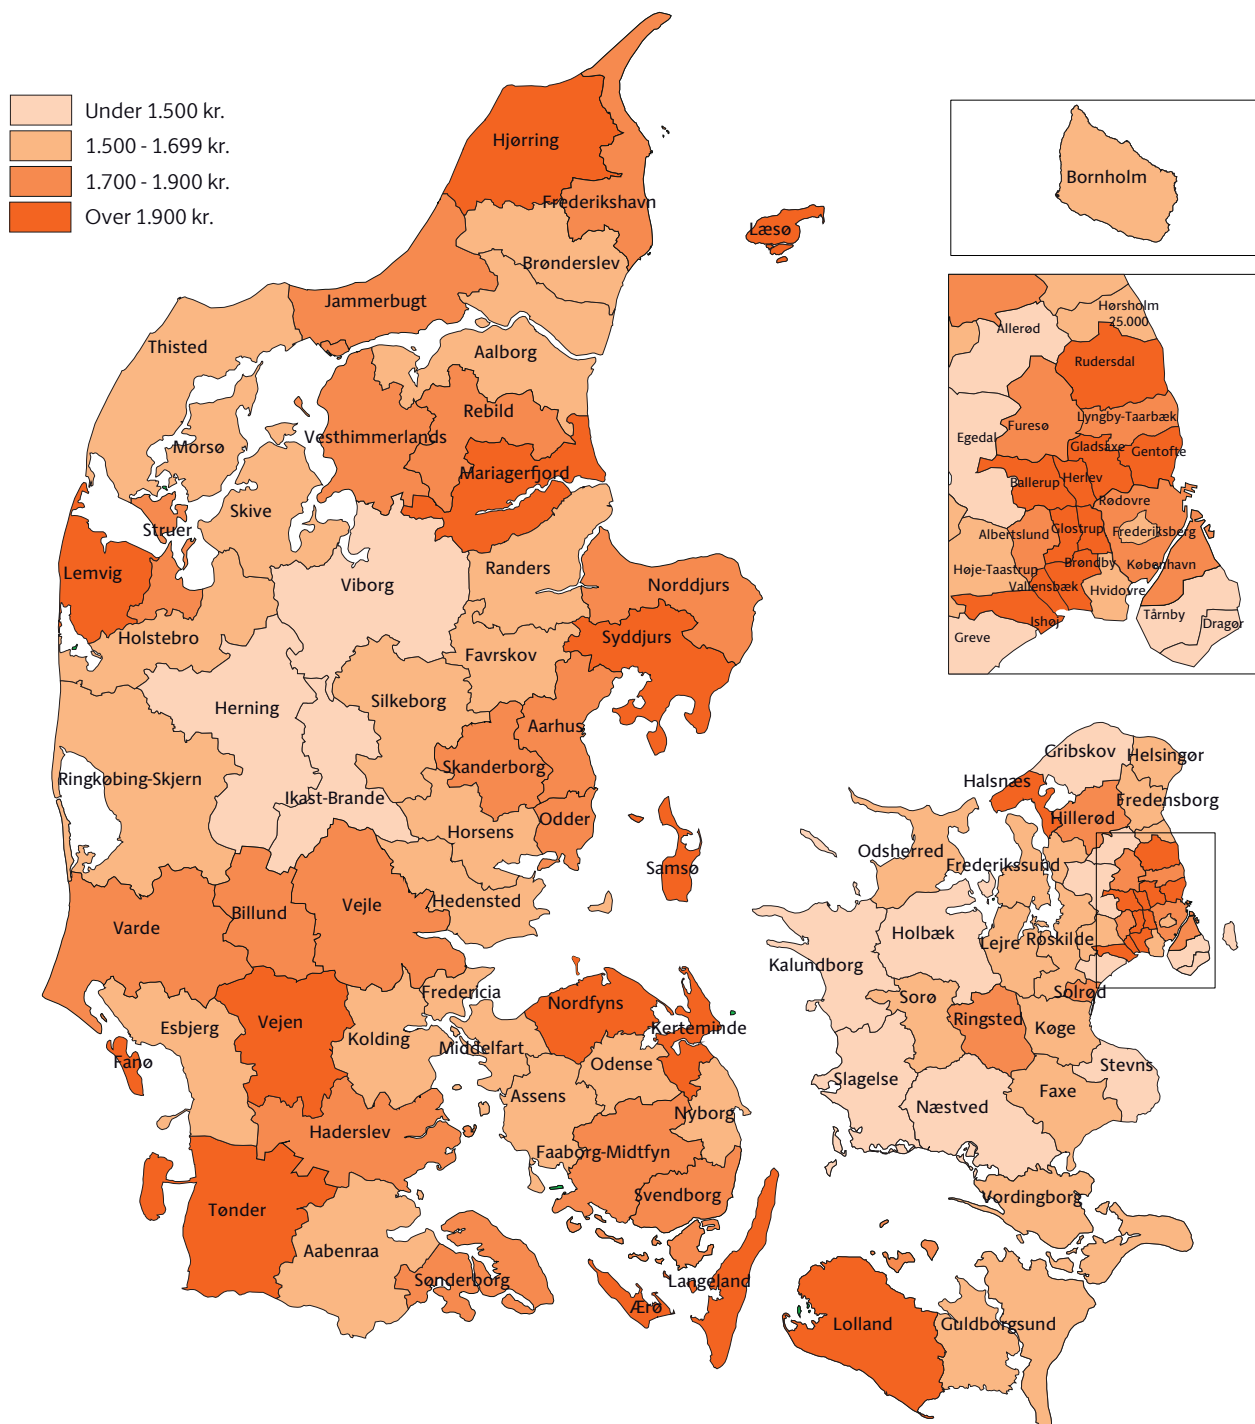 Under 1.500 kr.
1.500 - 1.699 kr.
1.700 - 1.900 kr.
Over 1.900 kr.
Hjørring
Frederikshavn
Læsø
Brønderslev
Jammerbugt
Thisted
Aalborg
Rebild
Vesthimmerlands
Morsø
Mariagerfjord
Skive
Struer
Lemvig
Viborg
Randers
Norddjurs
Holstebro
Syddjurs
Favrskov
Herning
Silkeborg
Aarhus
Skanderborg
Ringkøbing-Skjern
Ikast-Brande
Horsens
Odder
Samsø
Hedensted
Billund
Vejle
Varde
Fredericia
Nordfyns
Vejen
Esbjerg
Kolding
Kerteminde
Middelfart
Odense
Fanø
Assens
Nyborg
Haderslev
Faaborg-Midtfyn
Svendborg
Tønder
Aabenraa
Sønderborg
Langeland
Ærø
Bornholm
Hørsholm
25.000
Allerød
Rudersdal
Lyngby-Taarbæk
Furesø
Egedal
Gladsaxe
Gentofte
Ballerup
Herlev
Rødovre
Albertslund
Glostrup
Frederiksberg
Høje-Taastrup
Brøndby
København
Vallensbæk
Hvidovre
Tårnby
Ishøj
Dragør
Greve
Gribskov
Helsingør
Halsnæs
Fredensborg
Hillerød
Odsherred
Frederikssund
Holbæk
Lejre
Røskilde
Kalundborg
Solrød
Sorø
Ringsted
Køge
Stevns
Slagelse
Næstved
Faxe
Vordingborg
Lolland
Guldborgsund